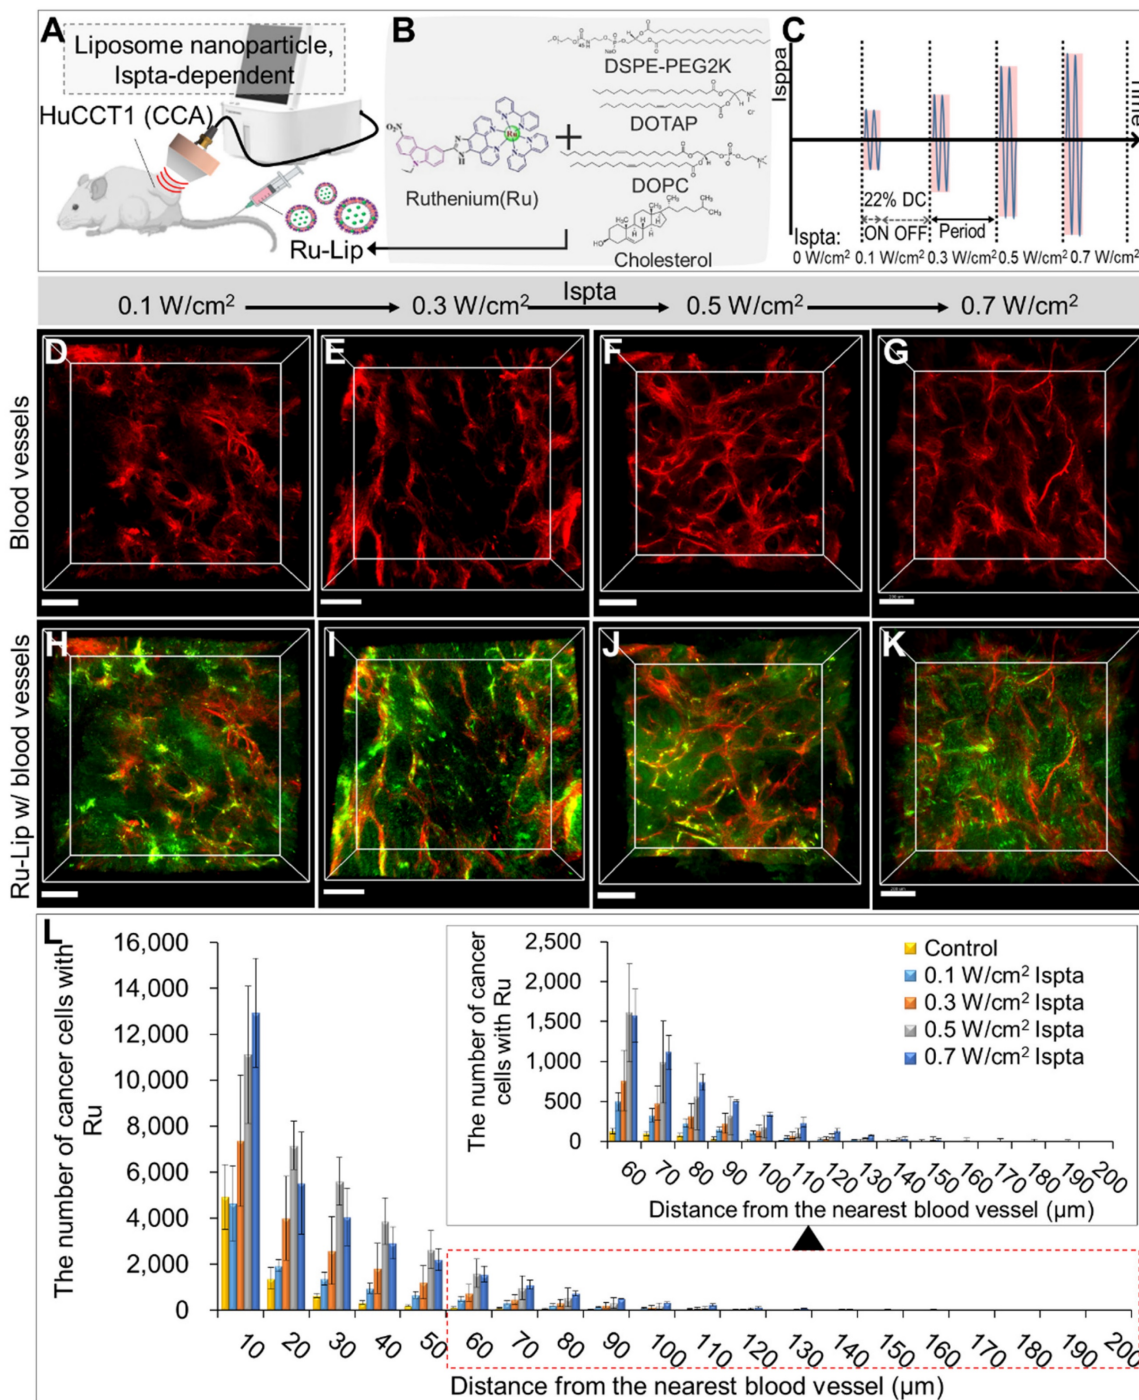 A
Liposome nanoparticle,
Ispta-dependent
HuCCT1 (CCA)
Ru-Lip
B
DSPE-PEG2K
O₂N
Ru
N
H
+
Ruthenium(Ru)
DOTAP
DOPC
Cholesterol
C
Isppa
Time
22% DC
ON OFF
Period
Ispta:
0 W/cm² 0.1 W/cm² 0.3 W/cm² 0.5 W/cm² 0.7 W/cm²
Ispta
0.1 W/cm² 0.3 W/cm² 0.5 W/cm² 0.7 W/cm²
Blood vessels
D E F G
Ru-Lip w/ blood vessels
H I J K
L
The number of cancer cells with
Ru
16,000
14,000
12,000
10,000
8,000
6,000
4,000
2,000
0
10 20 30 40 50 60 70 80 90 100 110 120 130 140 150 160 170 180 190 200
Distance from the nearest blood vessel (µm)
The number of cancer
cells with Ru
2,500
2,000
1,500
1,000
500
0
60 70 80 90 100 110 120 130 140 150 160 170 180 190 200
Distance from the nearest blood vessel (µm)
Control
0.1 W/cm² Ispta
0.3 W/cm² Ispta
0.5 W/cm² Ispta
0.7 W/cm² Ispta